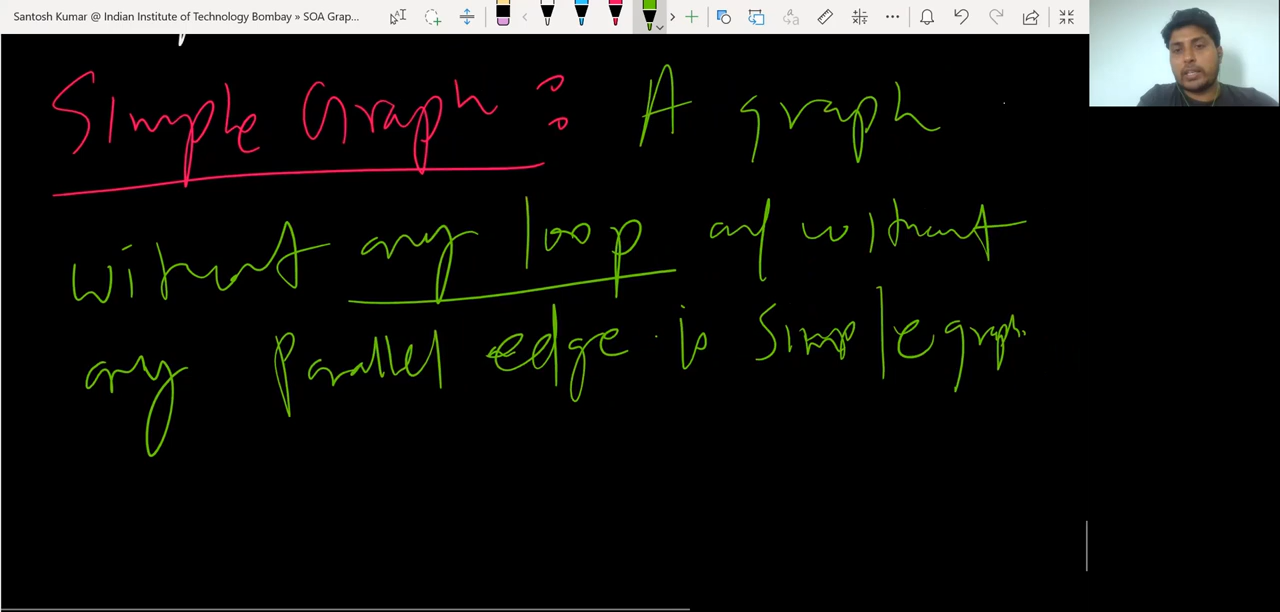 Santosh Kumar @ Indian Institute of Technology Bombay » SOA Grap...
Simple Graph : A graph
without any loop and without
any parallel edge is simple graph.